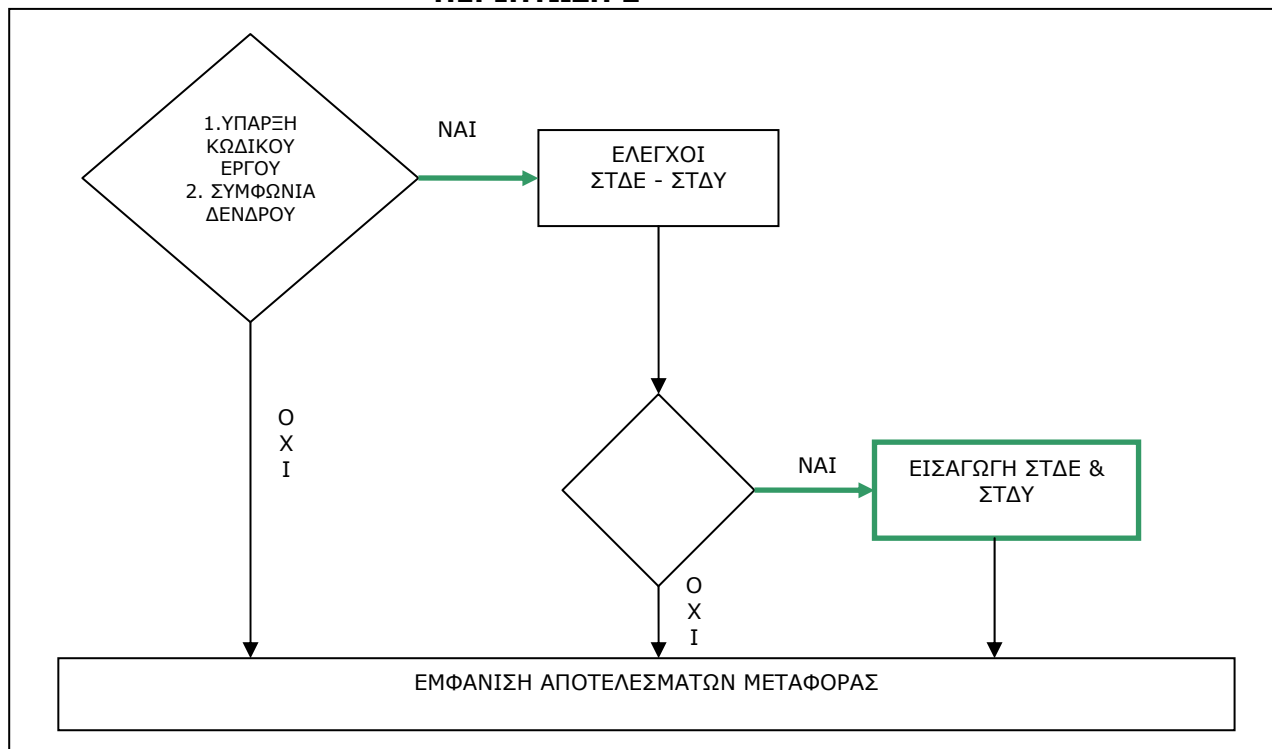 1.ΥΠΑΡΞΗ
ΚΩΔΙΚΟΥ
ΕΡΓΟΥ
2. ΣΥΜΦΩΝΙΑ
ΔΕΝΔΡΟΥ
ΝΑΙ
ΕΛΕΓΧΟΙ
ΣΤΔΕ - ΣΤΔΥ
Ο
Χ
Ι
ΝΑΙ
ΕΙΣΑΓΩΓΗ ΣΤΔΕ &
ΣΤΔΥ
Ο
Χ
Ι
ΕΜΦΑΝΙΣΗ ΑΠΟΤΕΛΕΣΜΑΤΩΝ ΜΕΤΑΦΟΡΑΣ